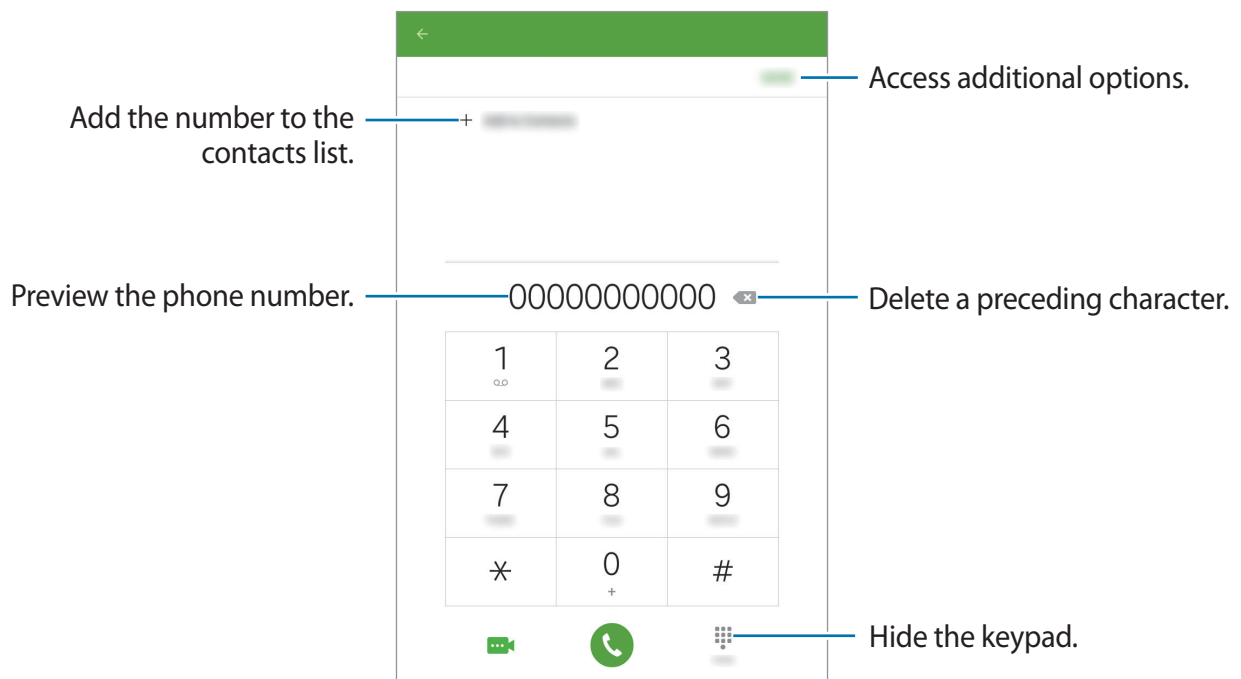 Access additional options.
Add the number to the
contacts list.
Preview the phone number.
00000000000
Delete a preceding character.
1 2 3
4 5 6
7 8 9
* 0 #
+
Hide the keypad.